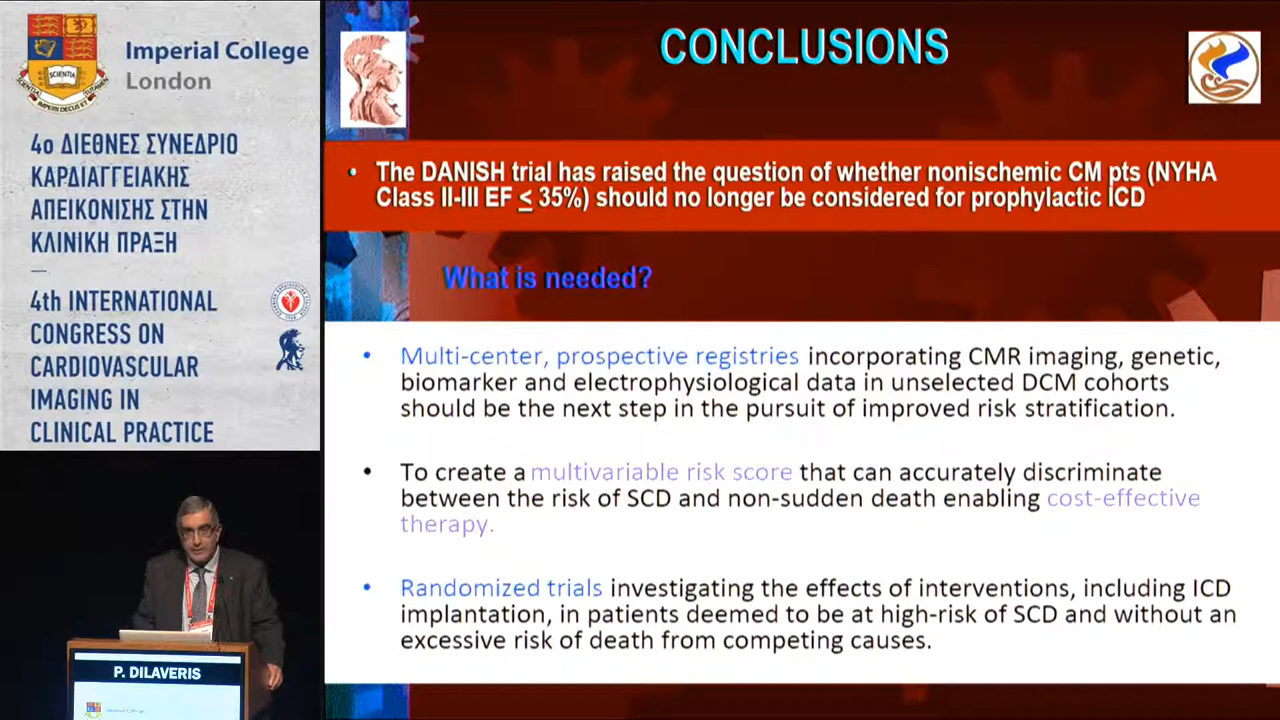 Imperial College
London
SCIENTIA
4ο ΔΙΕΘΝΕΣ ΣΥΝΕΔΡΙΟ
ΚΑΡΔΙΑΓΓΕΙΑΚΗΣ
ΑΠΕΙΚΟΝΙΣΗΣ ΣΤΗΝ
ΚΛΙΝΙΚΗ ΠΡΑΞΗ
4th INTERNATIONAL
CONGRESS ON
CARDIOVASCULAR
IMAGING IN
CLINICAL PRACTICE
P. DILAVERIS
CONCLUSIONS
• The DANISH trial has raised the question of whether nonischemic CM pts (NYHA
Class II-III EF ≤ 35%) should no longer be considered for prophylactic ICD
What is needed?
• Multi-center, prospective registries incorporating CMR imaging, genetic,
biomarker and electrophysiological data in unselected DCM cohorts
should be the next step in the pursuit of improved risk stratification.
• To create a multivariable risk score that can accurately discriminate
between the risk of SCD and non-sudden death enabling cost-effective
therapy.
• Randomized trials investigating the effects of interventions, including ICD
implantation, in patients deemed to be at high-risk of SCD and without an
excessive risk of death from competing causes.